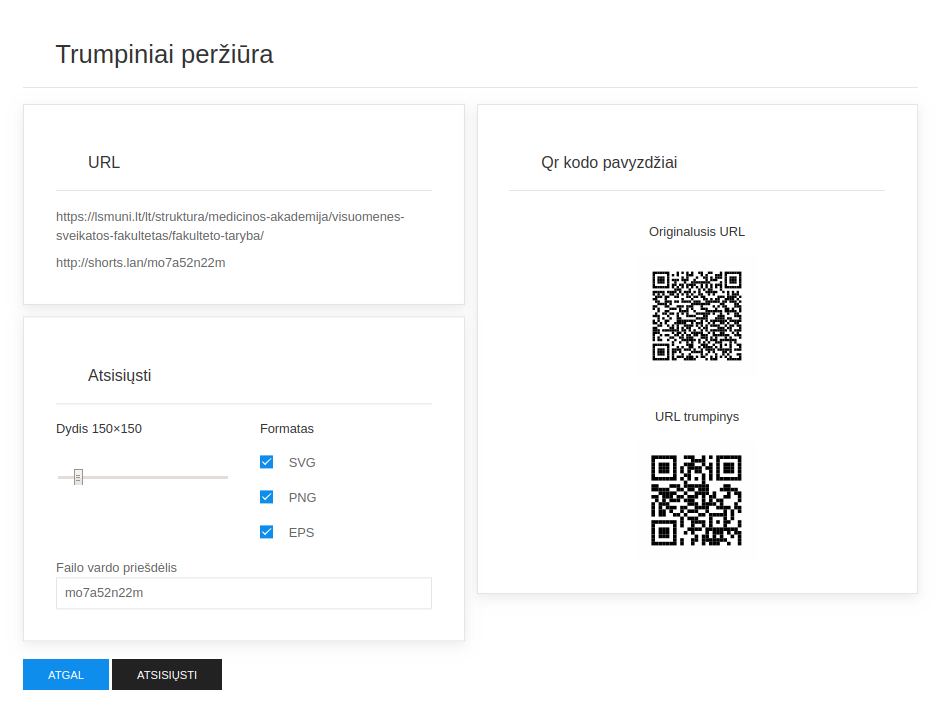 Trumpiniai peržiūra
URL
https://lsmuni.lt/lt/struktura/medicinos-akademija/visuomenes-
sveikatos-fakultetas/fakulteto-taryba/
http://shorts.lan/mo7a52n22m
Atsisiųsti
Dydis 150×150
Formatas
SVG
PNG
EPS
Failo vardo priešdėlis
mo7a52n22m
Qr kodo pavyzdžiai
Originalusis URL
URL trumpinys
ATGAL
ATSISIŲSTI